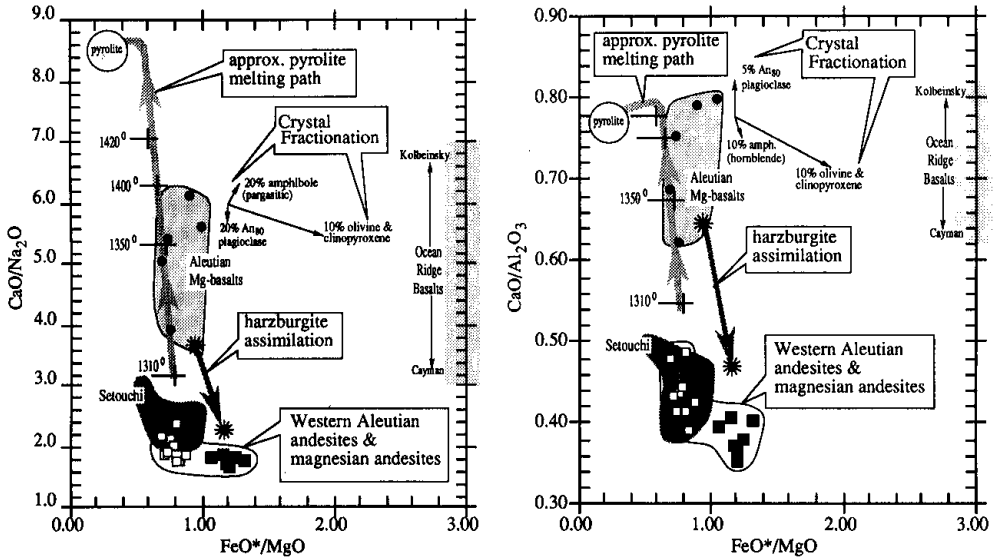 9.0
8.0
7.0
6.0
5.0
4.0
3.0
2.0
1.0
CaO/Na2O
pyrolite
approx. pyrolite
melting path
1420°
1400°
1350°
1310°
Crystal
Fractionation
20% amphibole
(pargasitic)
20% An80
plagioclase
10% olivine &
clinopyroxene
Aleutian
Mg-basalts
Kolbeinsky
Ocean
Ridge
Basalts
Cayman
harzburgite
assimilation
Setouchi
Western Aleutian
andesites &
magnesian andesites
0.00
1.00
2.00
3.00
FeO*/MgO
0.90
0.80
0.70
0.60
0.50
0.40
0.30
CaO/Al2O3
approx. pyrolite
melting path
pyrolite
1350°
1310°
Crystal
Fractionation
5% An80
plagioclase
10% amph.
(hornblende)
10% olivine &
clinopyroxene
Aleutian
Mg-basalts
Kolbeinsky
Ocean
Ridge
Basalts
Cayman
harzburgite
assimilation
Setouchi
Western Aleutian
andesites &
magnesian andesites
0.00
1.00
2.00
3.00
FeO*/MgO